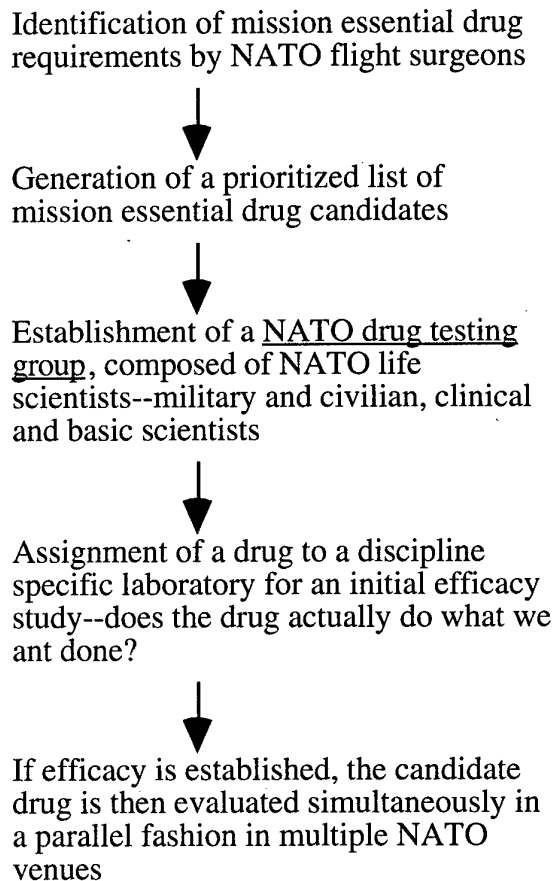 Identification of mission essential drug
requirements by NATO flight surgeons
Generation of a prioritized list of
mission essential drug candidates
Establishment of a NATO drug testing
group, composed of NATO life
scientists--military and civilian, clinical
and basic scientists
Assignment of a drug to a discipline
specific laboratory for an initial efficacy
study--does the drug actually do what we
ant done?
If efficacy is established, the candidate
drug is then evaluated simultaneously in
a parallel fashion in multiple NATO
venues